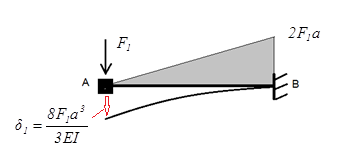 F₁
2F₁a
A
B
δ₁ = 8F₁a³ / 3EI